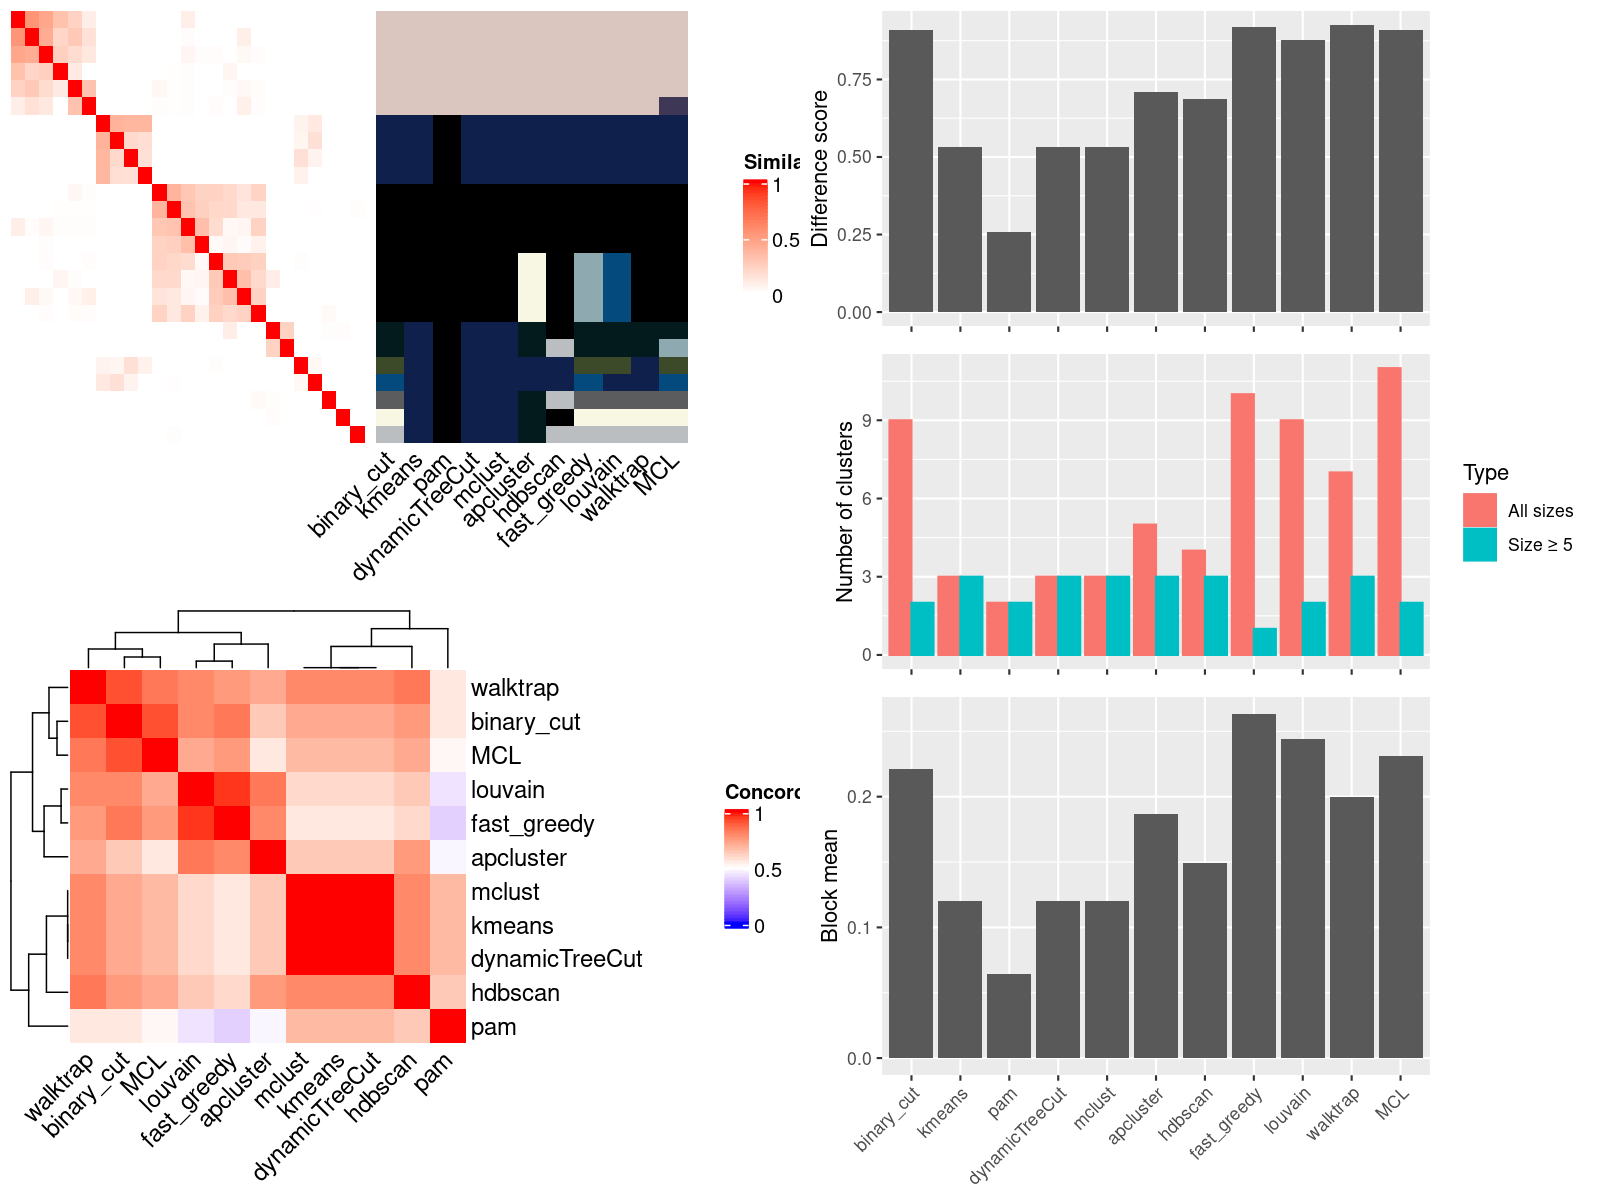 Simila
1
0.5
0
binary_cut
kmeans
pam
dynamicTreeCut
mclust
apcluster
hdbscan
fast_greedy
louvain
walktrap
MCL
walktrap
binary_cut
MCL
louvain
fast_greedy
apcluster
mclust
kmeans
dynamicTreeCut
hdbscan
pam
walktrap
binary_cut
MCL
louvain
fast_greedy
apcluster
mclust
kmeans
dynamicTreeCut
hdbscan
pam
Concord
1
0.5
0
Difference score
0.75
0.50
0.25
0.00
Number of clusters
9
6
3
0
Type
All sizes
Size ≥ 5
Block mean
0.2
0.1
0.0
binary_cut
kmeans
pam
dynamicTreeCut
mclust
apcluster
hdbscan
fast_greedy
louvain
walktrap
MCL